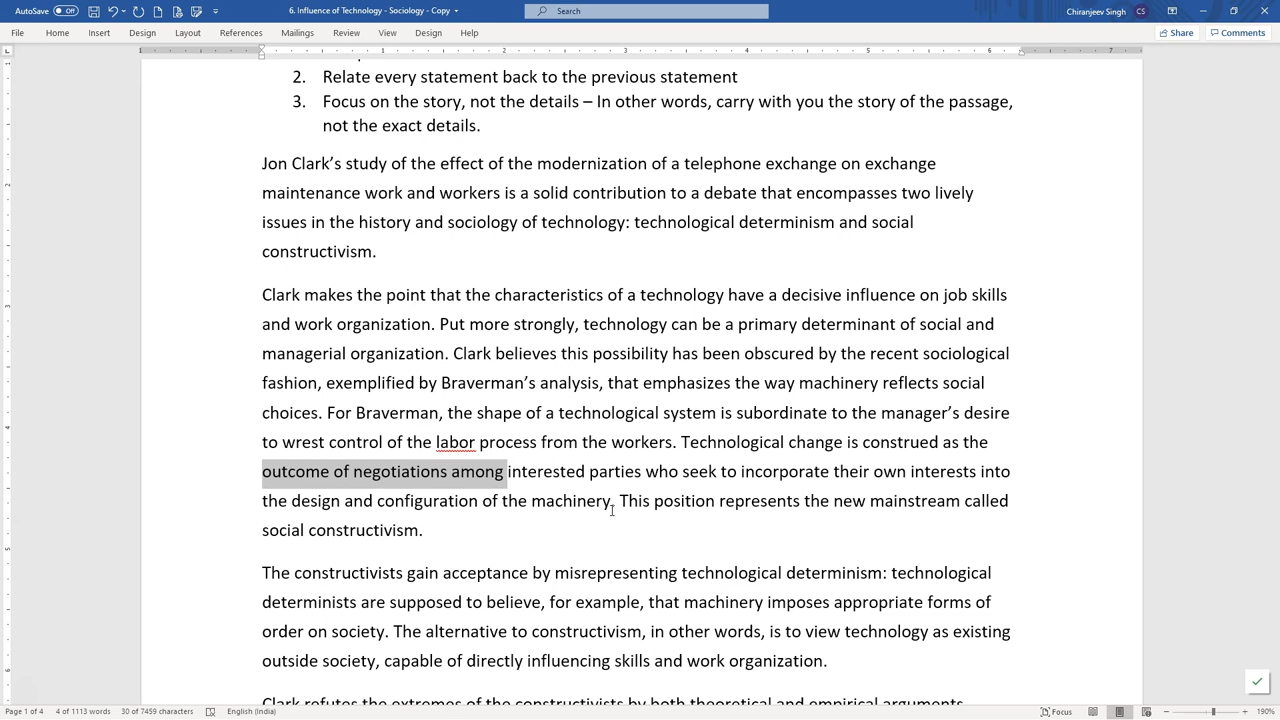 AutoSave Off 6. Influence of Technology - Sociology - Copy Search Chiranjeev Singh CS
File Home Insert Design Layout References Mailings Review View Design Help Share Comments
1 1 2 3 4 5 6 7
2. Relate every statement back to the previous statement
3. Focus on the story, not the details – In other words, carry with you the story of the passage,
not the exact details.
Jon Clark’s study of the effect of the modernization of a telephone exchange on exchange
maintenance work and workers is a solid contribution to a debate that encompasses two lively
issues in the history and sociology of technology: technological determinism and social
constructivism.
Clark makes the point that the characteristics of a technology have a decisive influence on job skills
and work organization. Put more strongly, technology can be a primary determinant of social and
managerial organization. Clark believes this possibility has been obscured by the recent sociological
fashion, exemplified by Braverman’s analysis, that emphasizes the way machinery reflects social
choices. For Braverman, the shape of a technological system is subordinate to the manager’s desire
to wrest control of the labor process from the workers. Technological change is construed as the
outcome of negotiations among interested parties who seek to incorporate their own interests into
the design and configuration of the machinery. This position represents the new mainstream called
social constructivism.
The constructivists gain acceptance by misrepresenting technological determinism: technological
determinists are supposed to believe, for example, that machinery imposes appropriate forms of
order on society. The alternative to constructivism, in other words, is to view technology as existing
outside society, capable of directly influencing skills and work organization.
Clark refutes the extremes of the constructivists by both theoretical and empirical arguments.
Page 1 of 4 4 of 1113 words 30 of 7459 characters English (India) Focus 190%